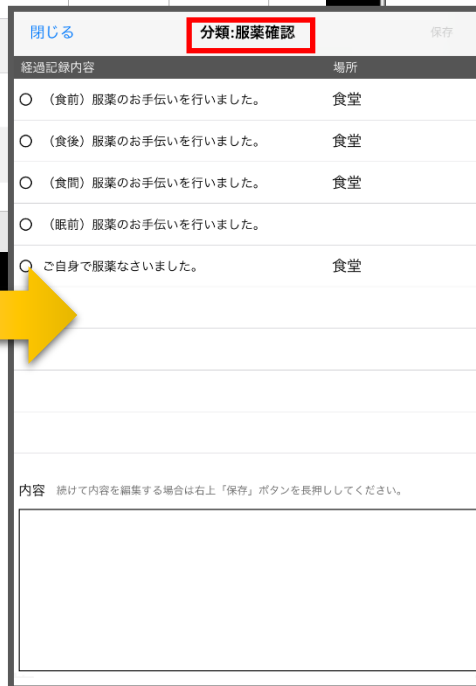 閉じる 分類:服薬確認 保存
経過記録内容 場所
(食前)服薬のお手伝いを行いました。 食堂
(食後)服薬のお手伝いを行いました。 食堂
(食間)服薬のお手伝いを行いました。 食堂
(眠前)服薬のお手伝いを行いました。
ご自身で服薬なさいました。 食堂
内容 続けて内容を編集する場合は右上「保存」ボタンを長押ししてください。